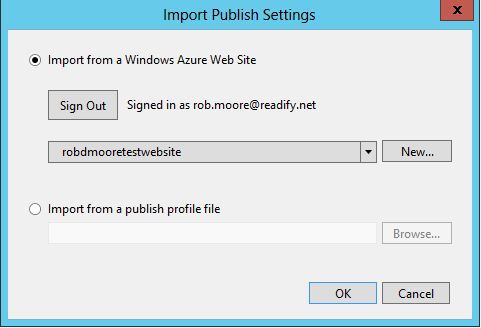 Import Publish Settings
x
Import from a Windows Azure Web Site
Sign Out Signed in as rob.moore@readify.net
robdmooretestwebsite New...
Import from a publish profile file
Browse...
OK Cancel